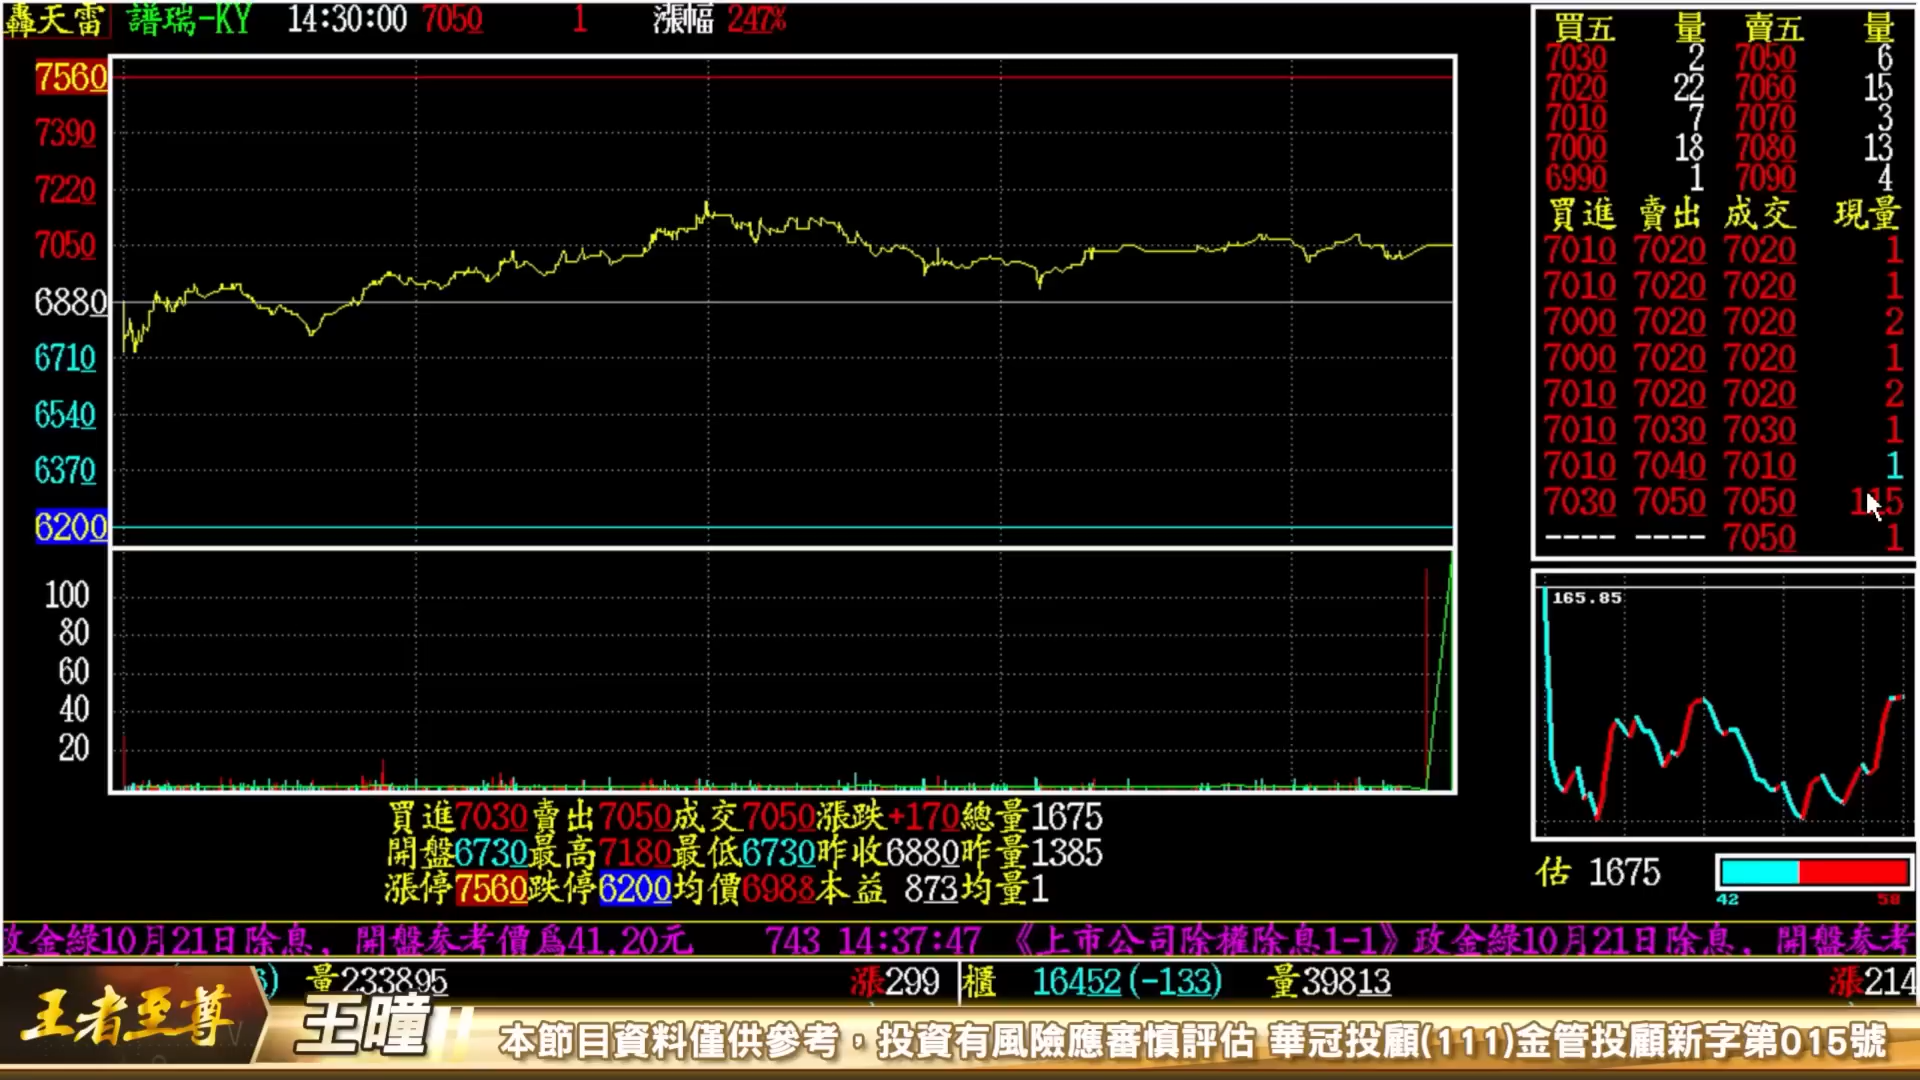 轟天雷 譜瑞-KY 14:30:00 7050 1 漲幅 247%
7560
7390
7220
7050
6880
6710
6540
6370
6200
100
80
60
40
20
買五 量 賣五 量
7030 2 7050 6
7020 22 7060 15
7010 7 7070 3
7000 18 7080 13
6990 1 7090 4
買進 賣出 成交 現量
7010 7020 7020 1
7010 7020 7020 1
7000 7020 7020 2
7000 7020 7020 1
7010 7020 7020 2
7010 7030 7030 1
7010 7040 7010 1
7030 7050 7050 115
---- ---- 7050 1
165.85
估 1675
42 58
買進7030賣出7050成交7050漲跌+170總量1675
開盤6730最高7180最低6730昨收6880昨量1385
漲停7560跌停6200均價6988本益 873均量1
政金綠10月21日除息, 開盤參考價爲41.20元 743 14:37:47 《上市公司除權除息1-1》政金綠10月21日除息, 開盤參考
量233895 漲299 櫃 16452(-133) 量39813 漲214
王者至尊 王瞳 本節目資料僅供參考，投資有風險應審慎評估 華冠投顧(111)金管投顧新字第015號